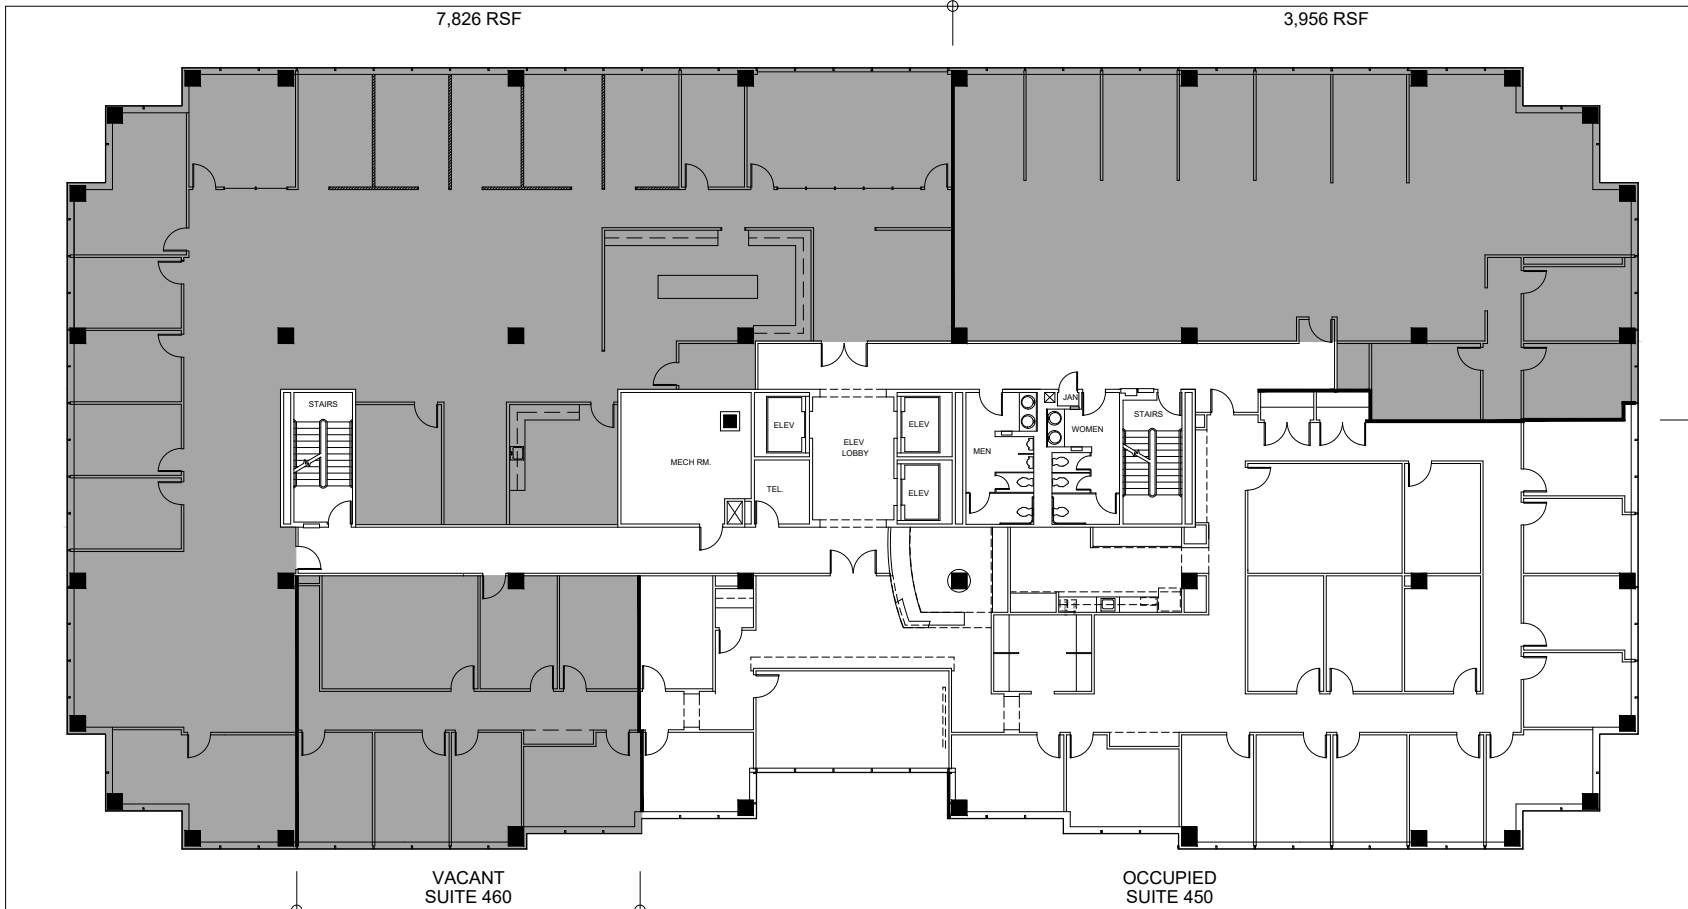 7,826 RSF
3,956 RSF
STAIRS
MECH RM.
ELEV
TEL.
ELEV
LOBBY
ELEV
ELEV
MEN
JAN
WOMEN
STAIRS
VACANT
SUITE 460
OCCUPIED
SUITE 450